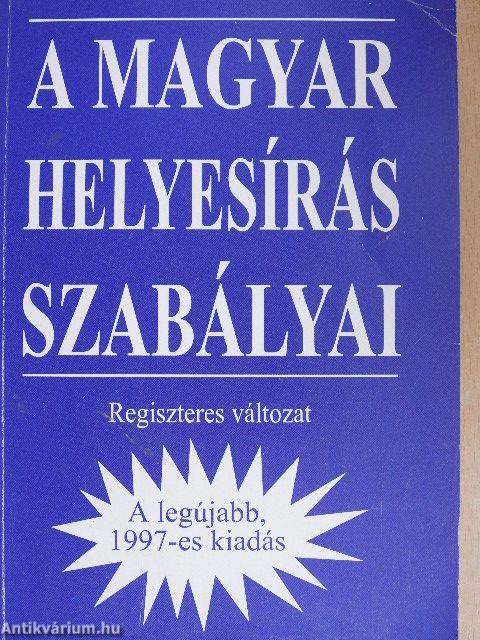 A MAGYAR
HELYESÍRÁS
SZABÁLYAI
Regiszteres változat
A legújabb,
1997-es kiadás
Antikvárium.hu